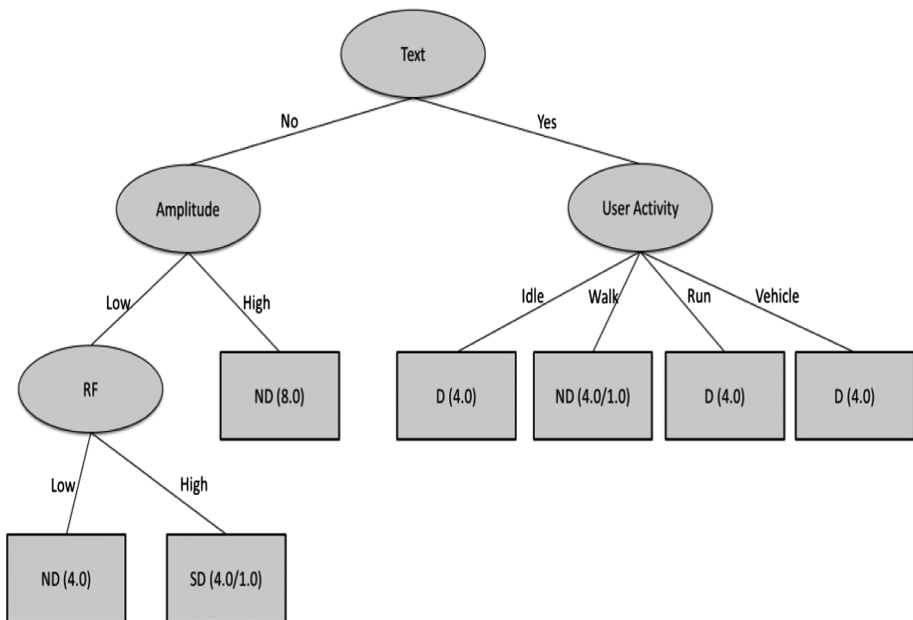 Text
No
Yes
Amplitude
User Activity
Low
High
Idle
Walk
Run
Vehicle
RF
ND (8.0)
D (4.0)
ND (4.0/1.0)
D (4.0)
D (4.0)
Low
High
ND (4.0)
SD (4.0/1.0)